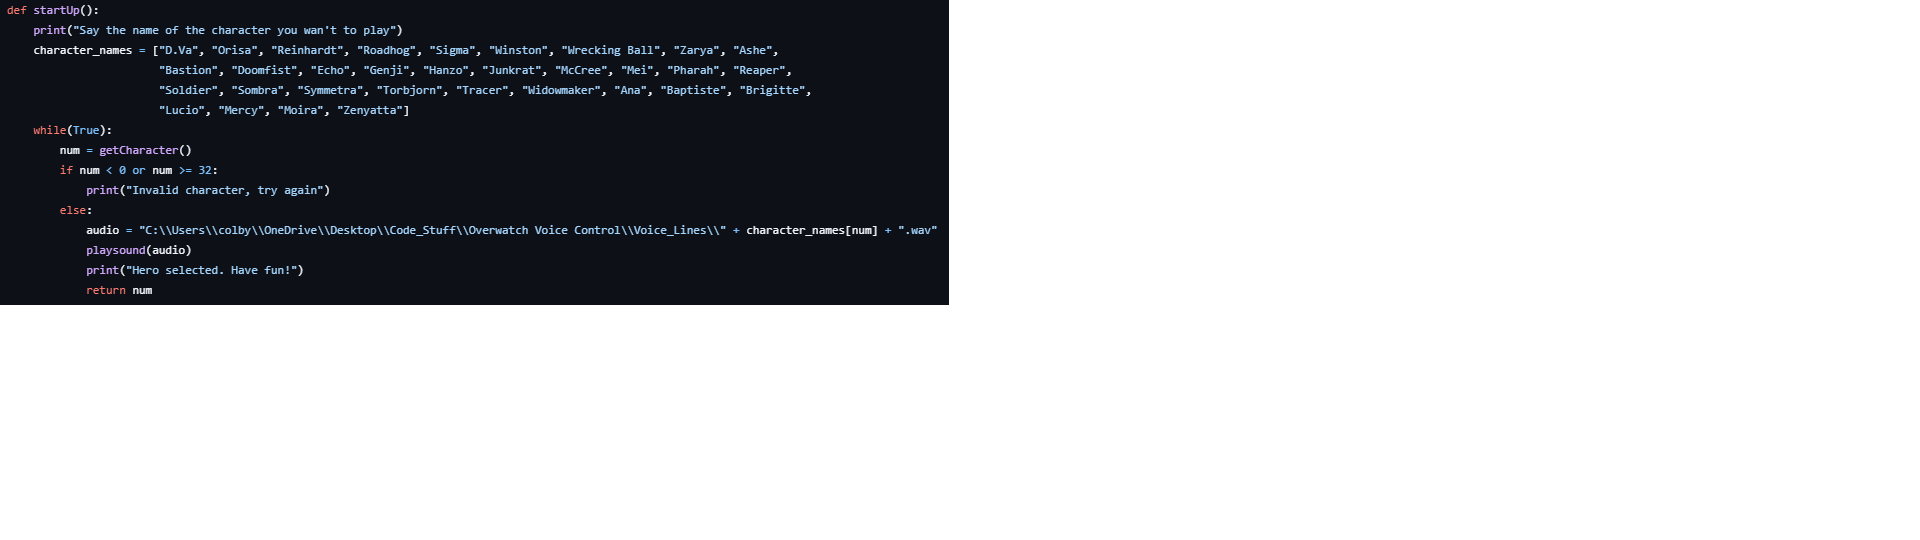 def startUp():
    print("Say the name of the character you wan't to play")
    character_names = ["D.Va", "Orisa", "Reinhardt", "Roadhog", "Sigma", "Winston", "Wrecking Ball", "Zarya", "Ashe",
                       "Bastion", "Doomfist", "Echo", "Genji", "Hanzo", "Junkrat", "McCree", "Mei", "Pharah", "Reaper",
                       "Soldier", "Sombra", "Symmetra", "Torbjorn", "Tracer", "Widowmaker", "Ana", "Baptiste", "Brigitte",
                       "Lucio", "Mercy", "Moira", "Zenyatta"]
    while(True):
        num = getCharacter()
        if num < 0 or num >= 32:
            print("Invalid character, try again")
        else:
            audio = "C:\\Users\\colby\\OneDrive\\Desktop\\Code_Stuff\\Overwatch Voice Control\\Voice_Lines\\" + character_names[num] + ".wav"
            playsound(audio)
            print("Hero selected. Have fun!")
            return num